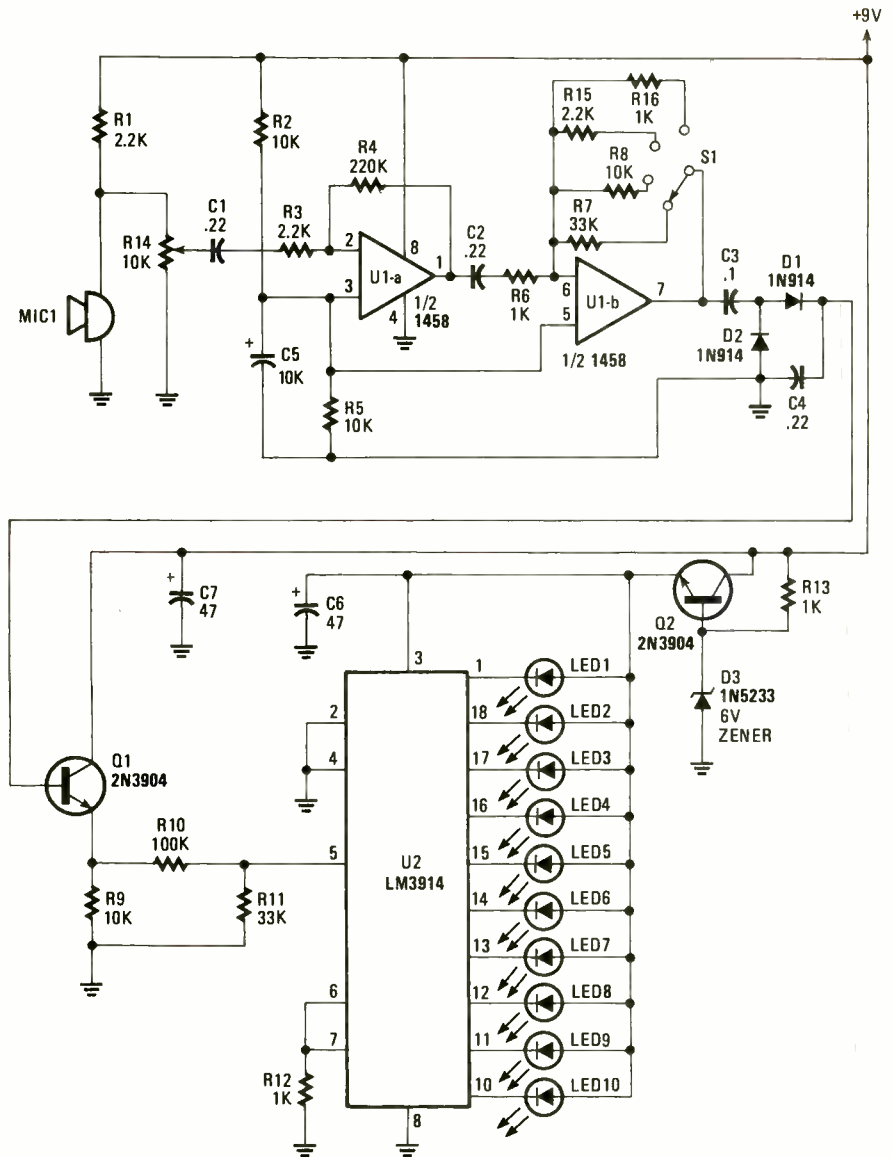 +9V
R1
2.2K
R2
10K
R4
220K
R15
2.2K
R16
1K
R8
10K
S1
R7
33K
R14
10K
C1
.22
R3
2.2K
2
8
1
U1-a
3
4
1/2
1458
C2
.22
R6
1K
6
5
7
U1-b
1/2 1458
C3
.1
D1
1N914
D2
1N914
C4
.22
MIC1
+
C5
10K
R5
10K
+
C7
47
+
C6
47
Q2
2N3904
R13
1K
D3
1N5233
6V
ZENER
Q1
2N3904
R10
100K
R9
10K
R11
33K
R12
1K
U2
LM3914
3
2
4
5
6
7
8
1
LED1
18
LED2
17
LED3
16
LED4
15
LED5
14
LED6
13
LED7
12
LED8
11
LED9
10
LED10